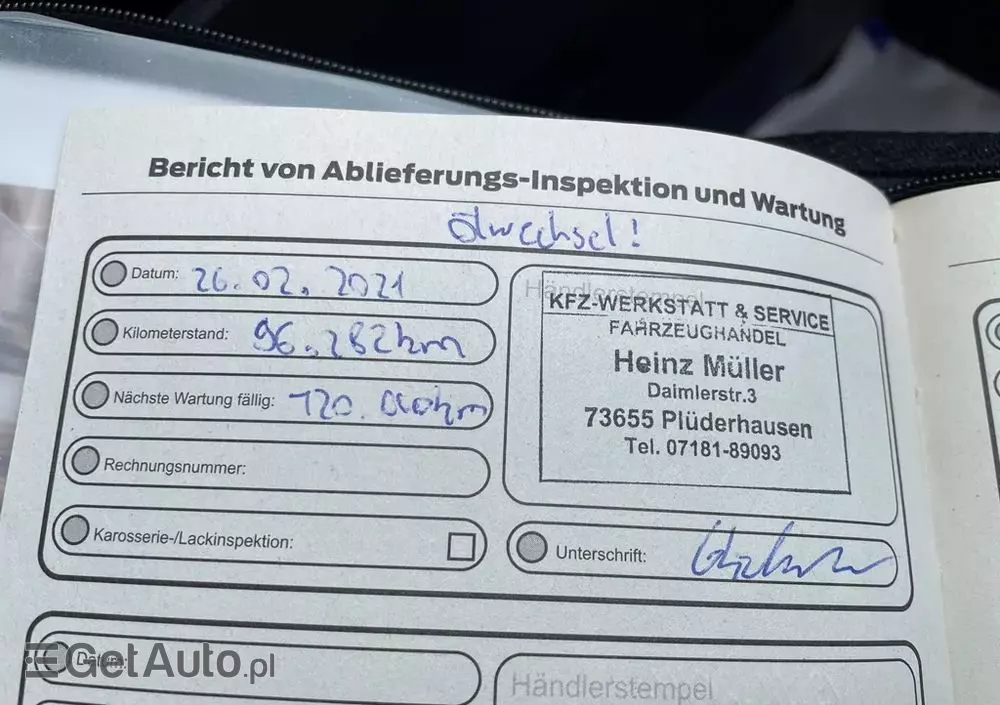 Bericht von Ablieferungs-Inspektion und Wartung
Ölwechsel!
Datum: 26.02.2021
Kilometerstand: 96.282km
Nächste Wartung fällig: 120.000km
Rechnungsnummer:
Karosserie-/Lackinspektion:
Händlerstempel
KFZ-WERKSTATT & SERVICE
FAHRZEUGHANDEL
Heinz Müller
Daimlerstr.3
73655 Plüderhausen
Tel. 07181-89093
Unterschrift:
Datum:
Händlerstempel
GetAuto.pl